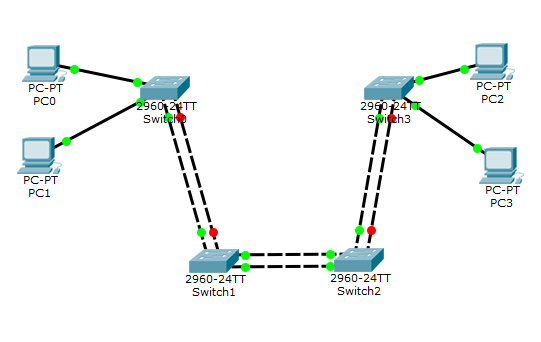 PC-PT
PC0
2960-24TT
Switch0
PC-PT
PC1
2960-24TT
Switch3
PC-PT
PC2
PC-PT
PC3
2960-24TT
Switch1
2960-24TT
Switch2